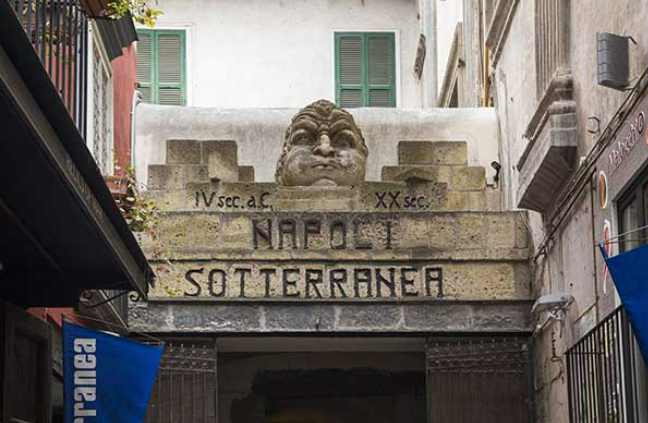 IV sec. a.C. XX sec.
NAPOLI
SOTTERRANEA
rranea